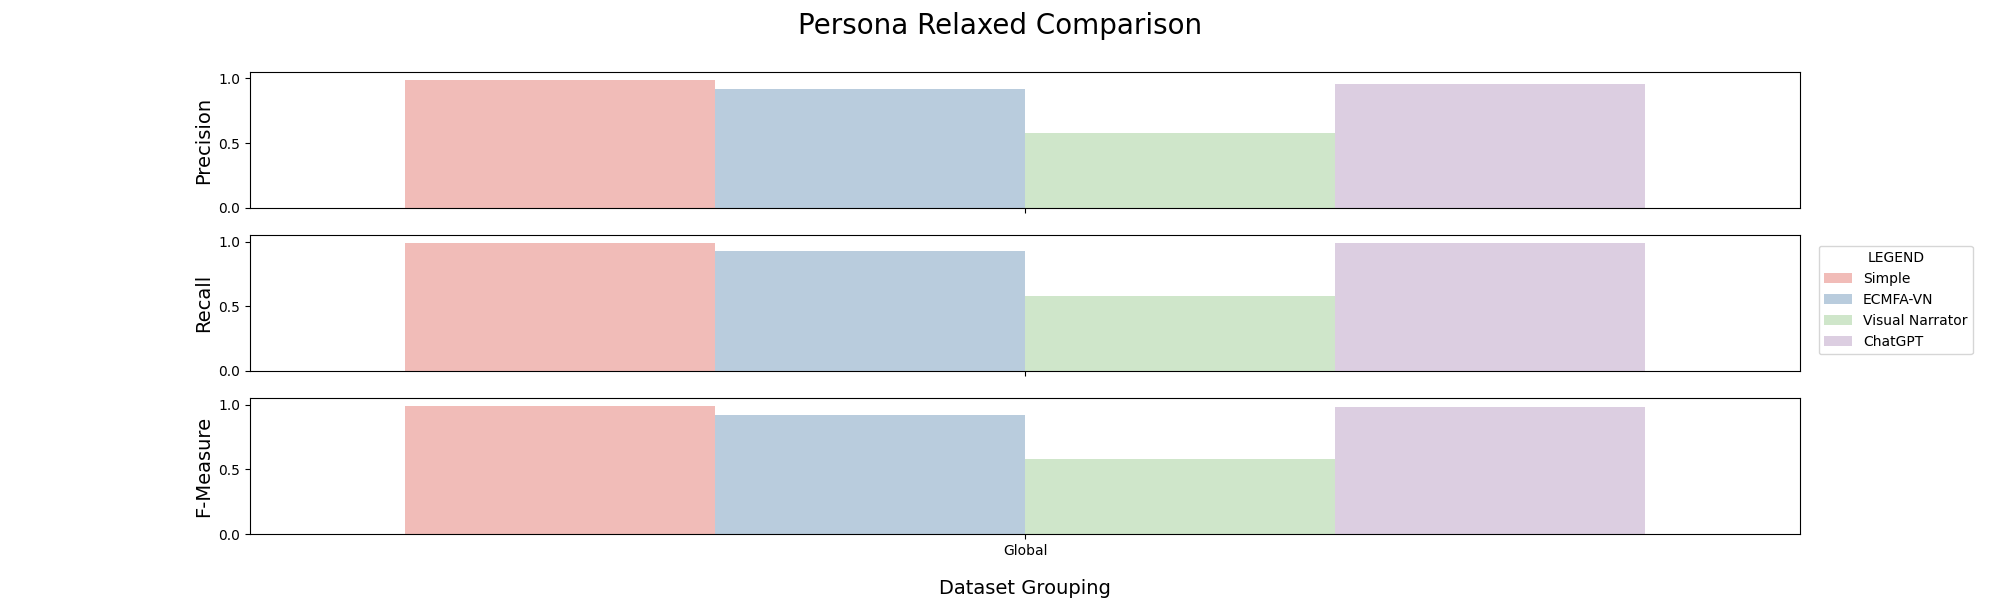 Persona Relaxed Comparison
1.0
0.5
0.0
Precision
1.0
0.5
0.0
Recall
1.0
0.5
0.0
F-Measure
Global
Dataset Grouping
LEGEND
Simple
ECMFA-VN
Visual Narrator
ChatGPT